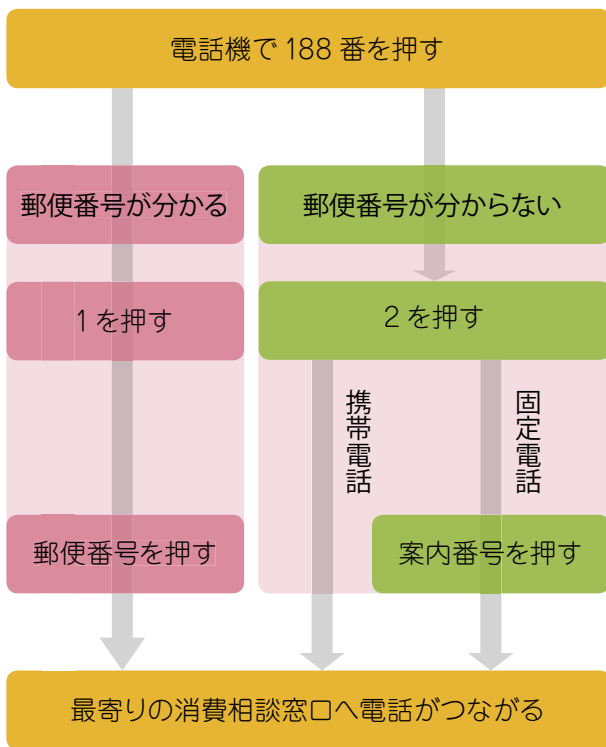 電話機で 188 番を押す
郵便番号が分かる
郵便番号が分からない
1 を押す
2 を押す
携帯電話
固定電話
郵便番号を押す
案内番号を押す
最寄りの消費相談窓口へ電話がつながる